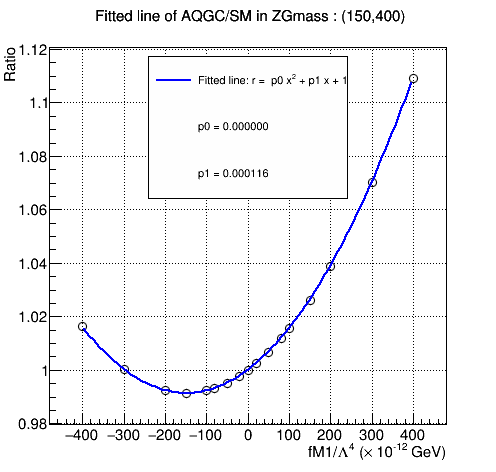 Fitted line of AQGC/SM in ZGmass : (150,400)
Ratio
1.12
1.1
1.08
1.06
1.04
1.02
1
0.98
Fitted line: r = p0 x² + p1 x + 1
p0 = 0.000000
p1 = 0.000116
−400 −300 −200 −100 0 100 200 300 400
fM1/Λ⁴ (× 10⁻¹² GeV)